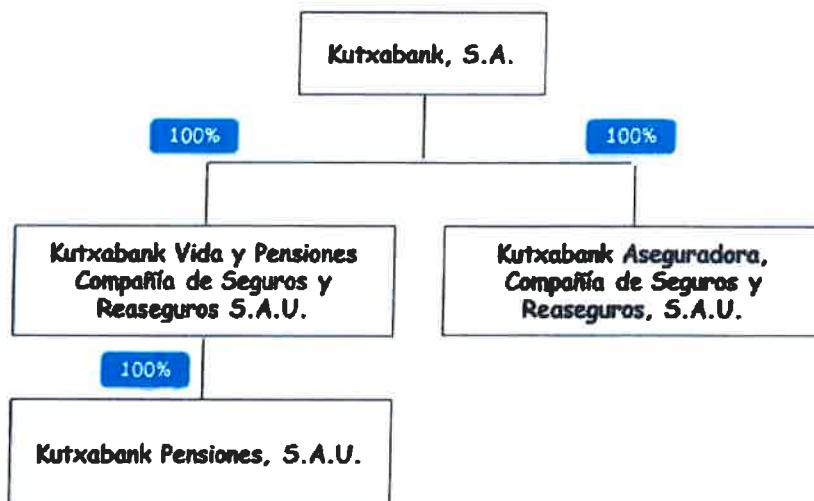 Kutxabank, S.A.
100%
100%
Kutxabank Vida y Pensiones
Compañía de Seguros y
Reaseguros S.A.U.
Kutxabank Aseguradora,
Compañía de Seguros y
Reaseguros, S.A.U.
100%
Kutxabank Pensiones, S.A.U.